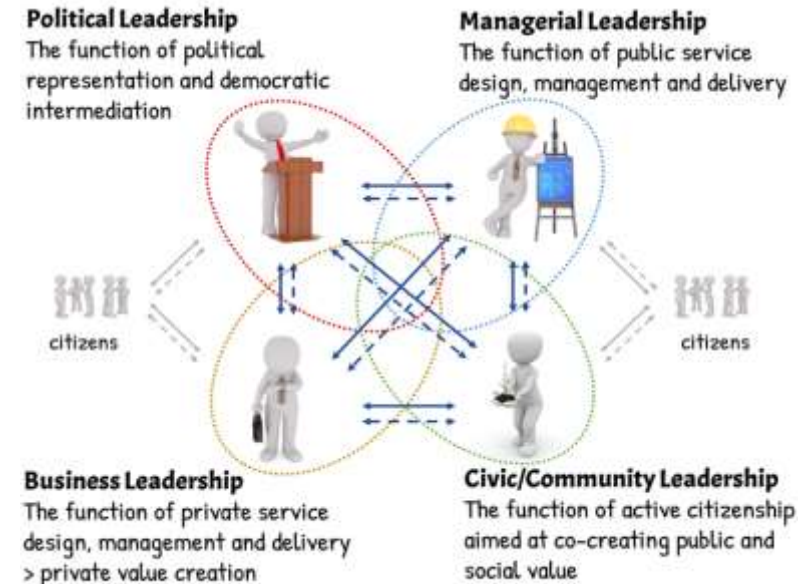 Political Leadership
The function of political
representation and democratic
intermediation
Managerial Leadership
The function of public service
design, management and delivery
citizens
citizens
Business Leadership
The function of private service
design, management and delivery
> private value creation
Civic/Community Leadership
The function of active citizenship
aimed at co-creating public and
social value